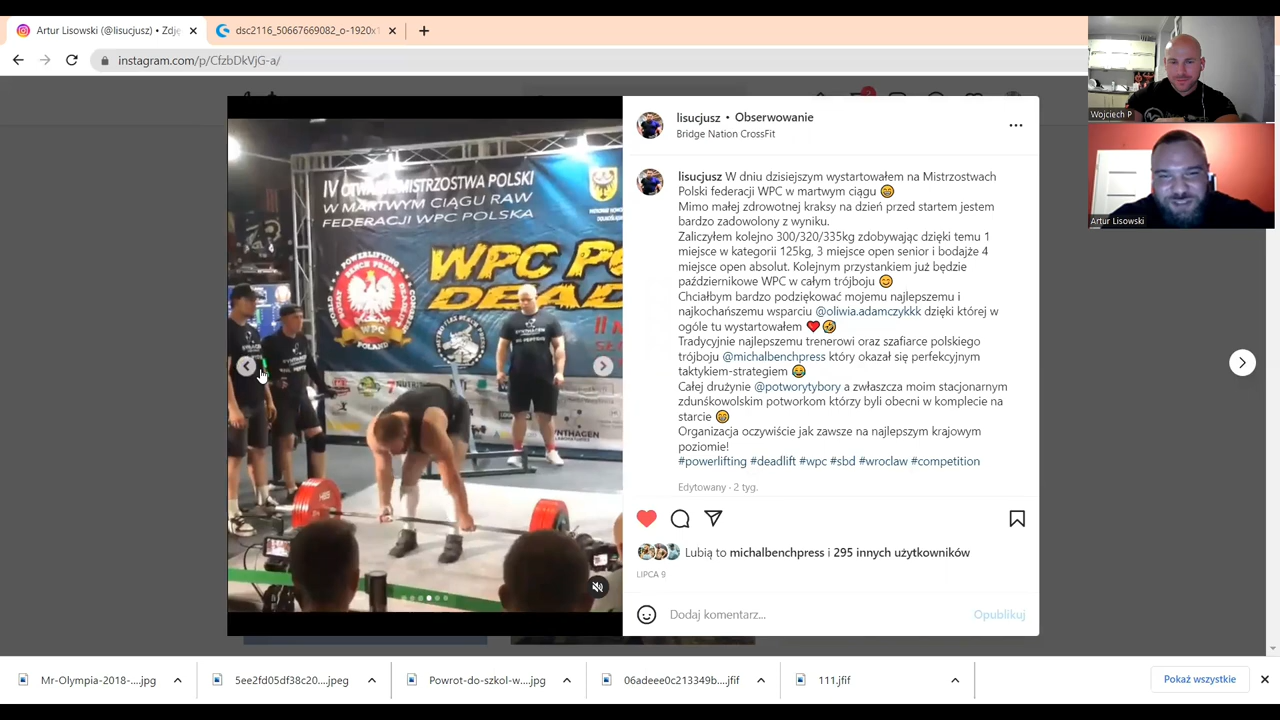 Artur Lisowski (@lisucjusz) • Zdję
dsc2116_50667669082_o-1920x1
instagram.com/p/CfzbDkVjG-a/
Wojciech P
Artur Lisowski
IV OTWARTE MISTRZOSTWA POLSKI
W MARTWYM CIĄGU RAW
FEDERACJI WPC POLSKA
POWERLIFTING
BENCH PRESS
WPC
POLAND
WPC PO
DEAD
lisucjusz • Obserwowanie
Bridge Nation CrossFit
lisucjusz W dniu dzisiejszym wystartowałem na Mistrzostwach
Polski federacji WPC w martwym ciągu 😁
Mimo małej zdrowotnej kraksy na dzień przed startem jestem
bardzo zadowolony z wyniku.
Zaliczyłem kolejno 300/320/335kg zdobywając dzięki temu 1
miejsce w kategorii 125kg, 3 miejsce open senior i bodajże 4
miejsce open absolut. Kolejnym przystankiem już będzie
październikowe WPC w całym trójboju 😊
Chciałbym bardzo podziękować mojemu najlepszemu i
najkochańszemu wsparciu @oliwia.adamczykkk dzięki której w
ogóle tu wystartowałem ❤️🤣
Tradycyjnie najlepszemu trenerowi oraz szafiarce polskiego
trójboju @michalbenchpress który okazał się perfekcyjnym
taktykiem-strategiem 😂
Całej drużynie @potworytybory a zwłaszcza moim stacjonarnym
zduńśkowolskim potworkom którzy byli obecni w komplecie na
starcie 😁
Organizacja oczywiście jak zawsze na najlepszym krajowym
poziomie!
#powerlifting #deadlift #wpc #sbd #wroclaw #competition
Edytowany · 2 tyg.
Lubią to michalbenchpress i 295 innych użytkowników
LIPCA 9
Dodaj komentarz...
Opublikuj
Mr-Olympia-2018-....jpg
5ee2fd05df38c20....jpeg
Powrot-do-szkol-w....jpg
06adeee0c213349b....jfif
111.jfif
Pokaż wszystkie